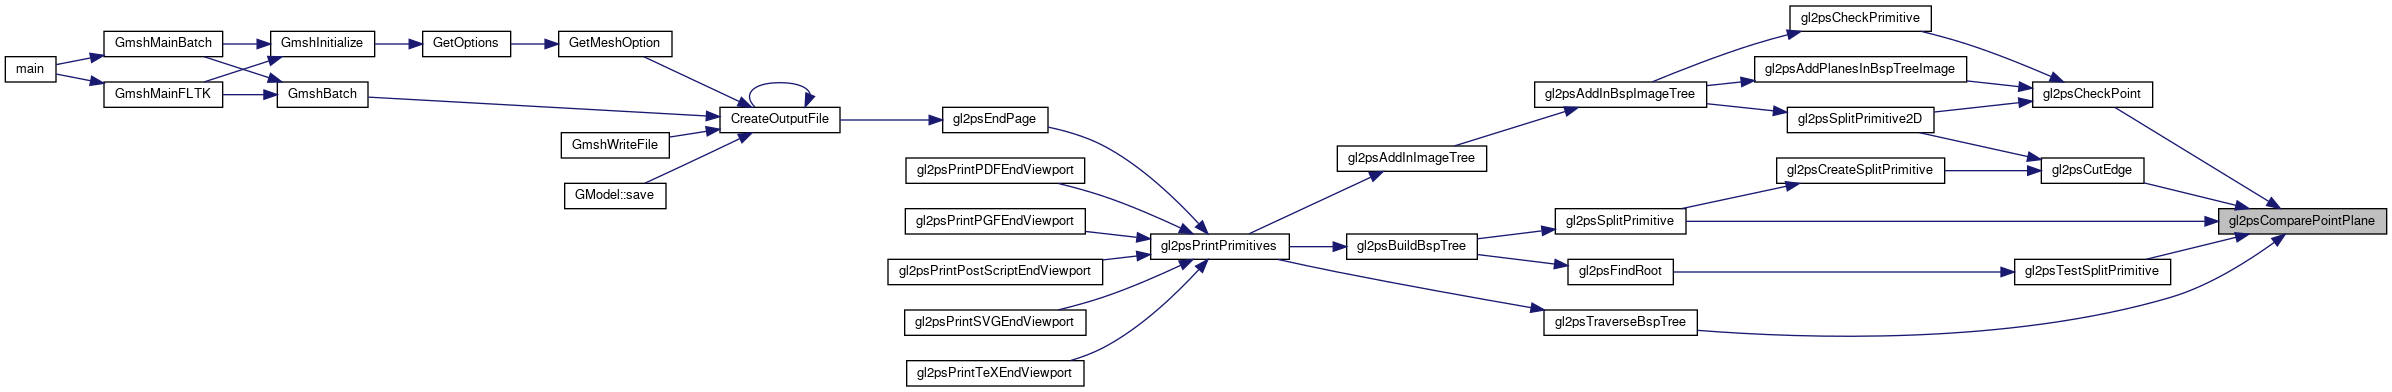 main
GmshMainBatch
GmshMainFLTK
GmshInitialize
GmshBatch
GetOptions
GetMeshOption
GmshWriteFile
GModel::save
CreateOutputFile
gl2psEndPage
gl2psPrintPDFEndViewport
gl2psPrintPGFEndViewport
gl2psPrintPostScriptEndViewport
gl2psPrintSVGEndViewport
gl2psPrintTeXEndViewport
gl2psPrintPrimitives
gl2psAddInImageTree
gl2psBuildBspTree
gl2psAddInBspImageTree
gl2psSplitPrimitive
gl2psFindRoot
gl2psTraverseBspTree
gl2psCheckPrimitive
gl2psAddPlanesInBspTreeImage
gl2psSplitPrimitive2D
gl2psCreateSplitPrimitive
gl2psCheckPoint
gl2psCutEdge
gl2psTestSplitPrimitive
gl2psComparePointPlane